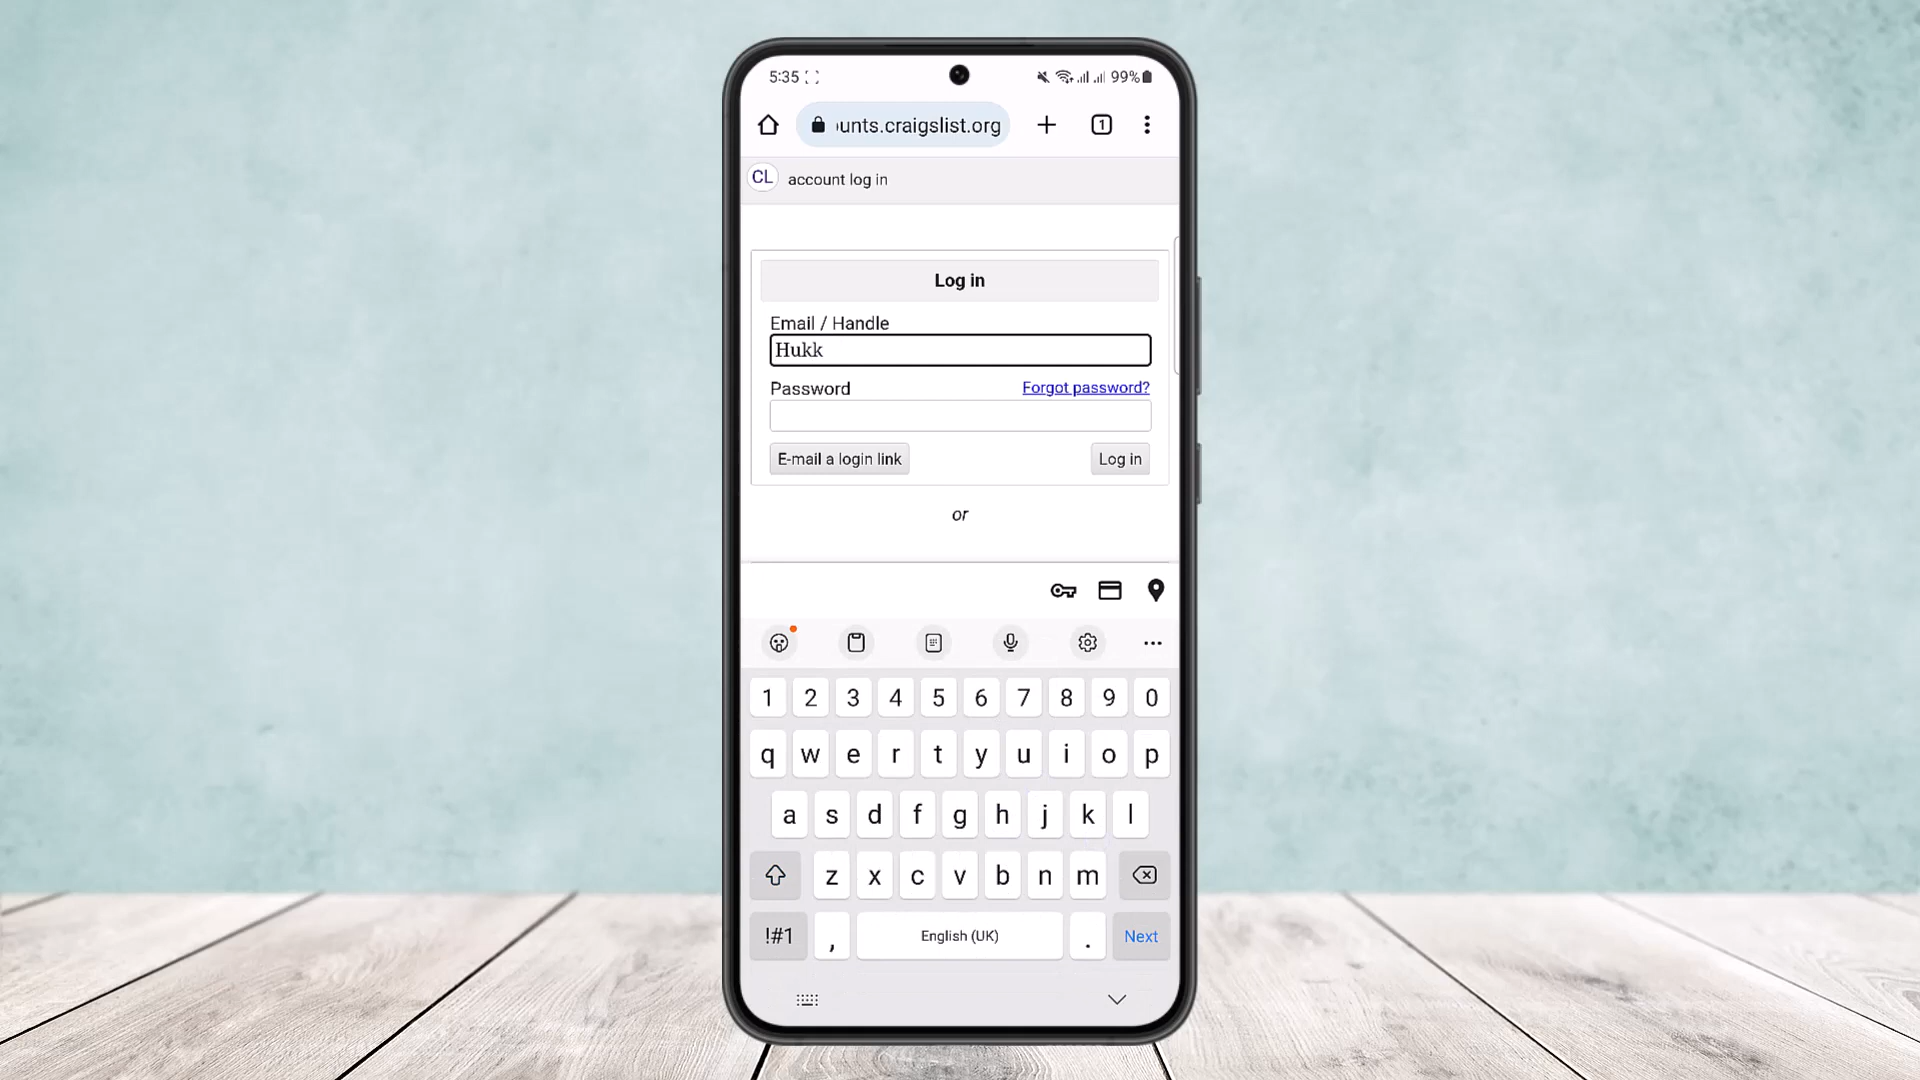 5:35 99%
unts.craigslist.org 1
CL account log in
Log in
Email / Handle
Hukk
Password Forgot password?
E-mail a login link Log in
or
1 2 3 4 5 6 7 8 9 0
q w e r t y u i o p
a s d f g h j k l
z x c v b n m
!#1 , English (UK) . Next